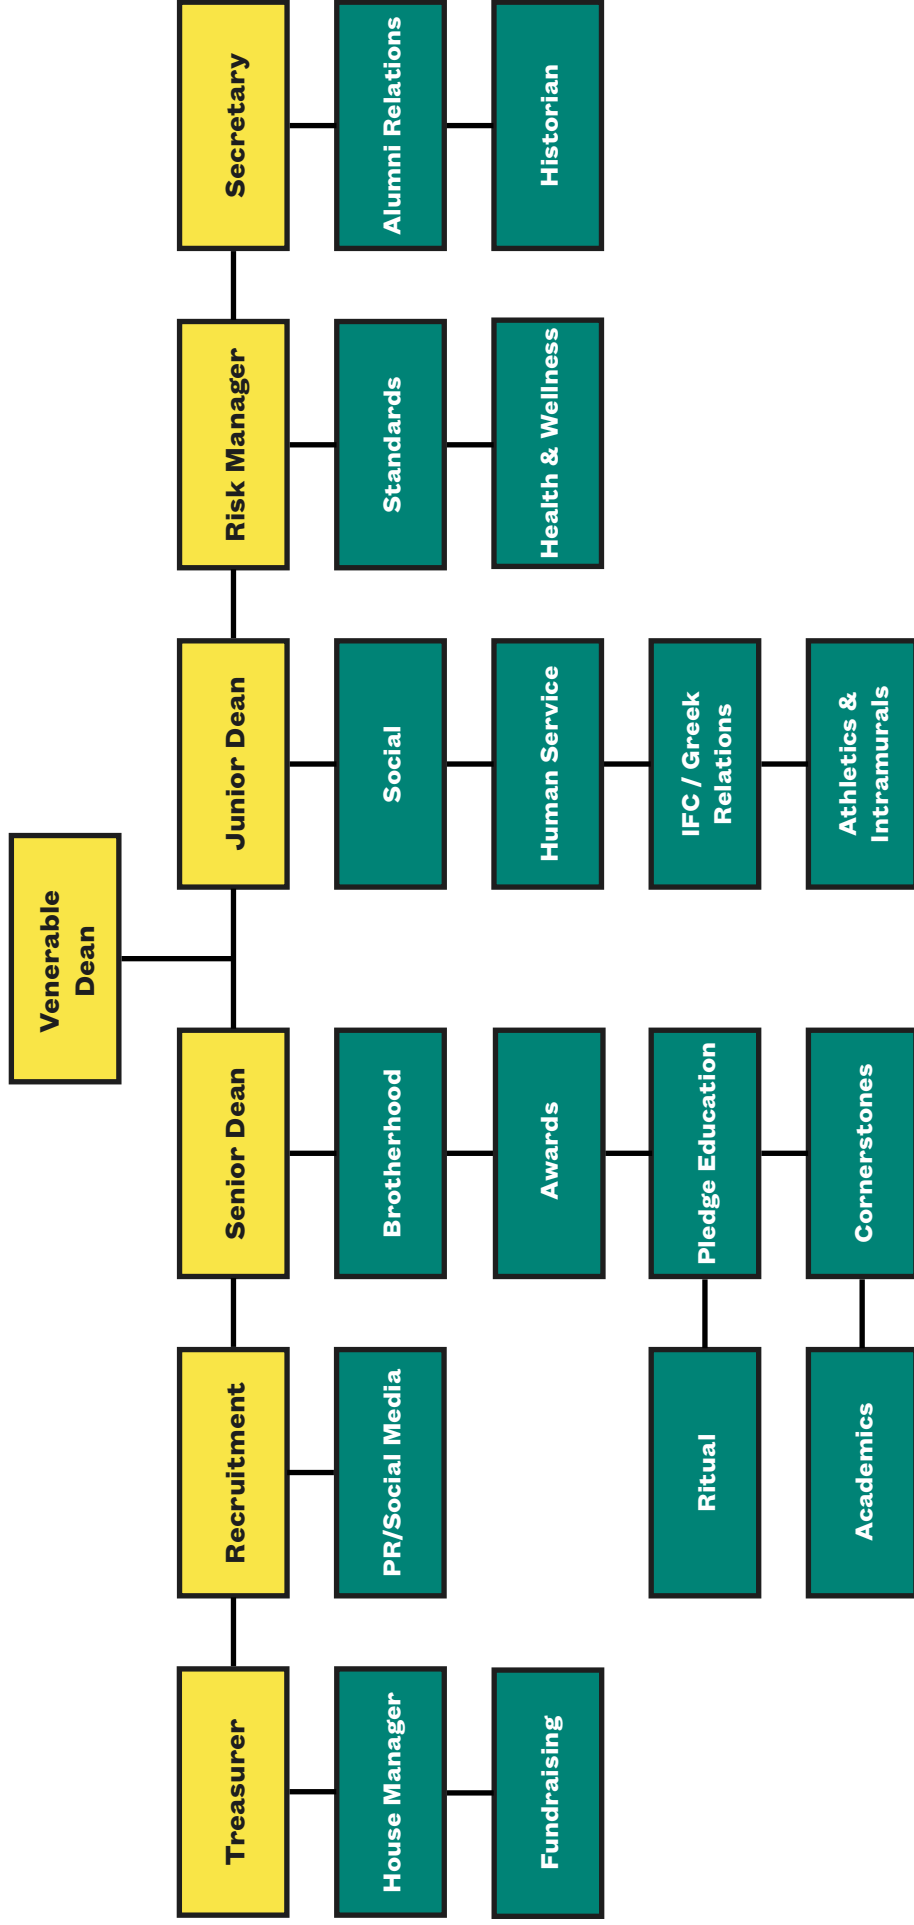 Venerable
Dean
Treasurer
Recruitment
Senior Dean
Junior Dean
Risk Manager
Secretary
House Manager
PR/Social Media
Brotherhood
Social
Standards
Alumni Relations
Fundraising
Awards
Human Service
Health & Wellness
Historian
Ritual
Pledge Education
IFC / Greek
Relations
Academics
Cornerstones
Athletics &
Intramurals